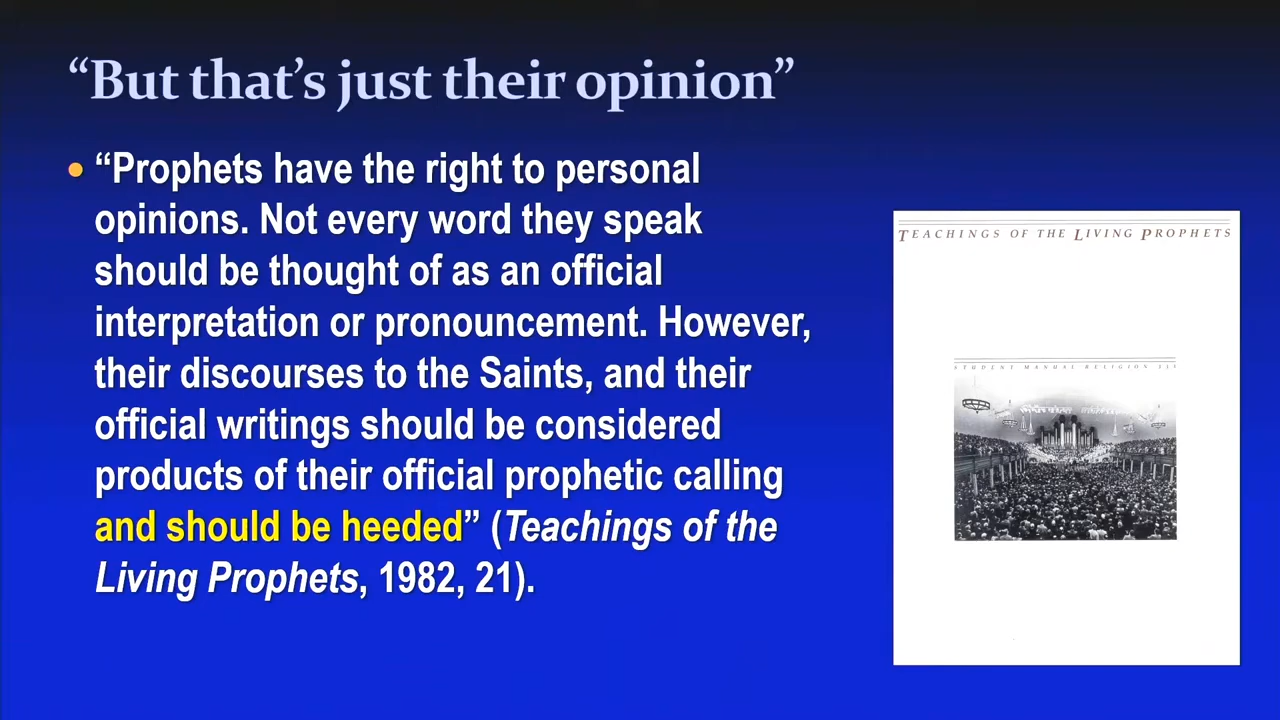 “But that’s just their opinion”
• “Prophets have the right to personal
opinions. Not every word they speak
should be thought of as an official
interpretation or pronouncement. However,
their discourses to the Saints, and their
official writings should be considered
products of their official prophetic calling
and should be heeded” (Teachings of the
Living Prophets, 1982, 21).
TEACHINGS OF THE LIVING PROPHETS
STUDENT MANUAL RELIGION